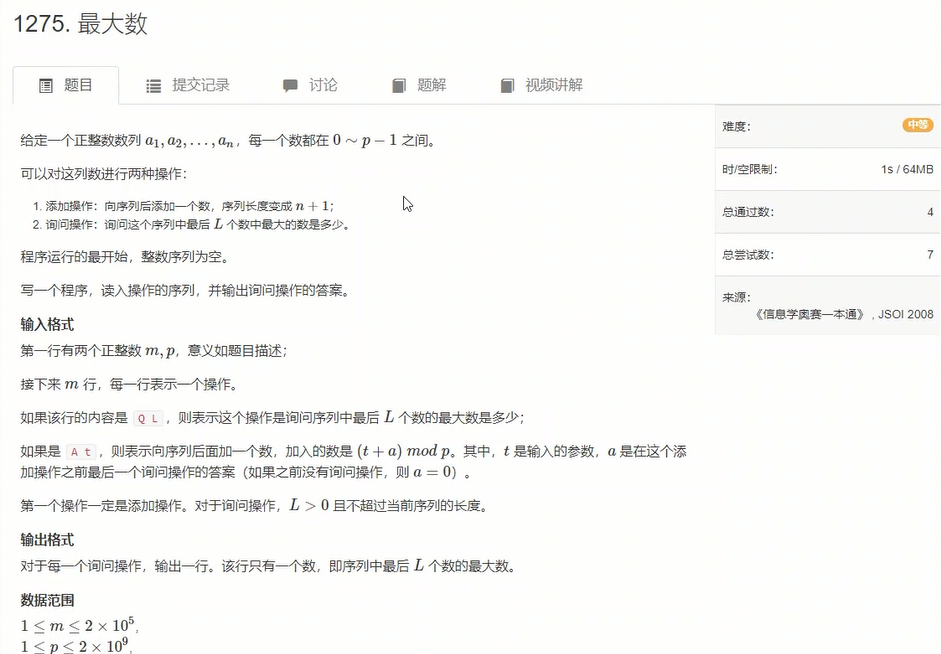 1275. 最大数
题目 提交记录 讨论 题解 视频讲解
给定一个正整数数列 a₁, a₂, …, aₙ，每一个数都在 0 ∼ p − 1 之间。
可以对这列数进行两种操作：
1. 添加操作：向序列后添加一个数，序列长度变成 n + 1；
2. 询问操作：询问这个序列中最后 L 个数中最大的数是多少。
程序运行的最开始，整数序列为空。
写一个程序，读入操作的序列，并输出询问操作的答案。
输入格式
第一行有两个正整数 m, p，意义如题目描述；
接下来 m 行，每一行表示一个操作。
如果该行的内容是 Q L ，则表示这个操作是询问序列中最后 L 个数的最大数是多少；
如果是 A t ，则表示向序列后面加一个数，加入的数是 (t + a) mod p。其中，t 是输入的参数，a 是在这个添
加操作之前最后一个询问操作的答案（如果之前没有询问操作，则 a = 0）。
第一个操作一定是添加操作。对于询问操作，L > 0 且不超过当前序列的长度。
输出格式
对于每一个询问操作，输出一行。该行只有一个数，即序列中最后 L 个数的最大数。
数据范围
1 ≤ m ≤ 2 × 10⁵,
1 ≤ p ≤ 2 × 10⁹,
难度： 中等
时/空限制： 1s / 64MB
总通过数： 4
总尝试数： 7
来源：
《信息学奥赛一本通》 , JSOI 2008